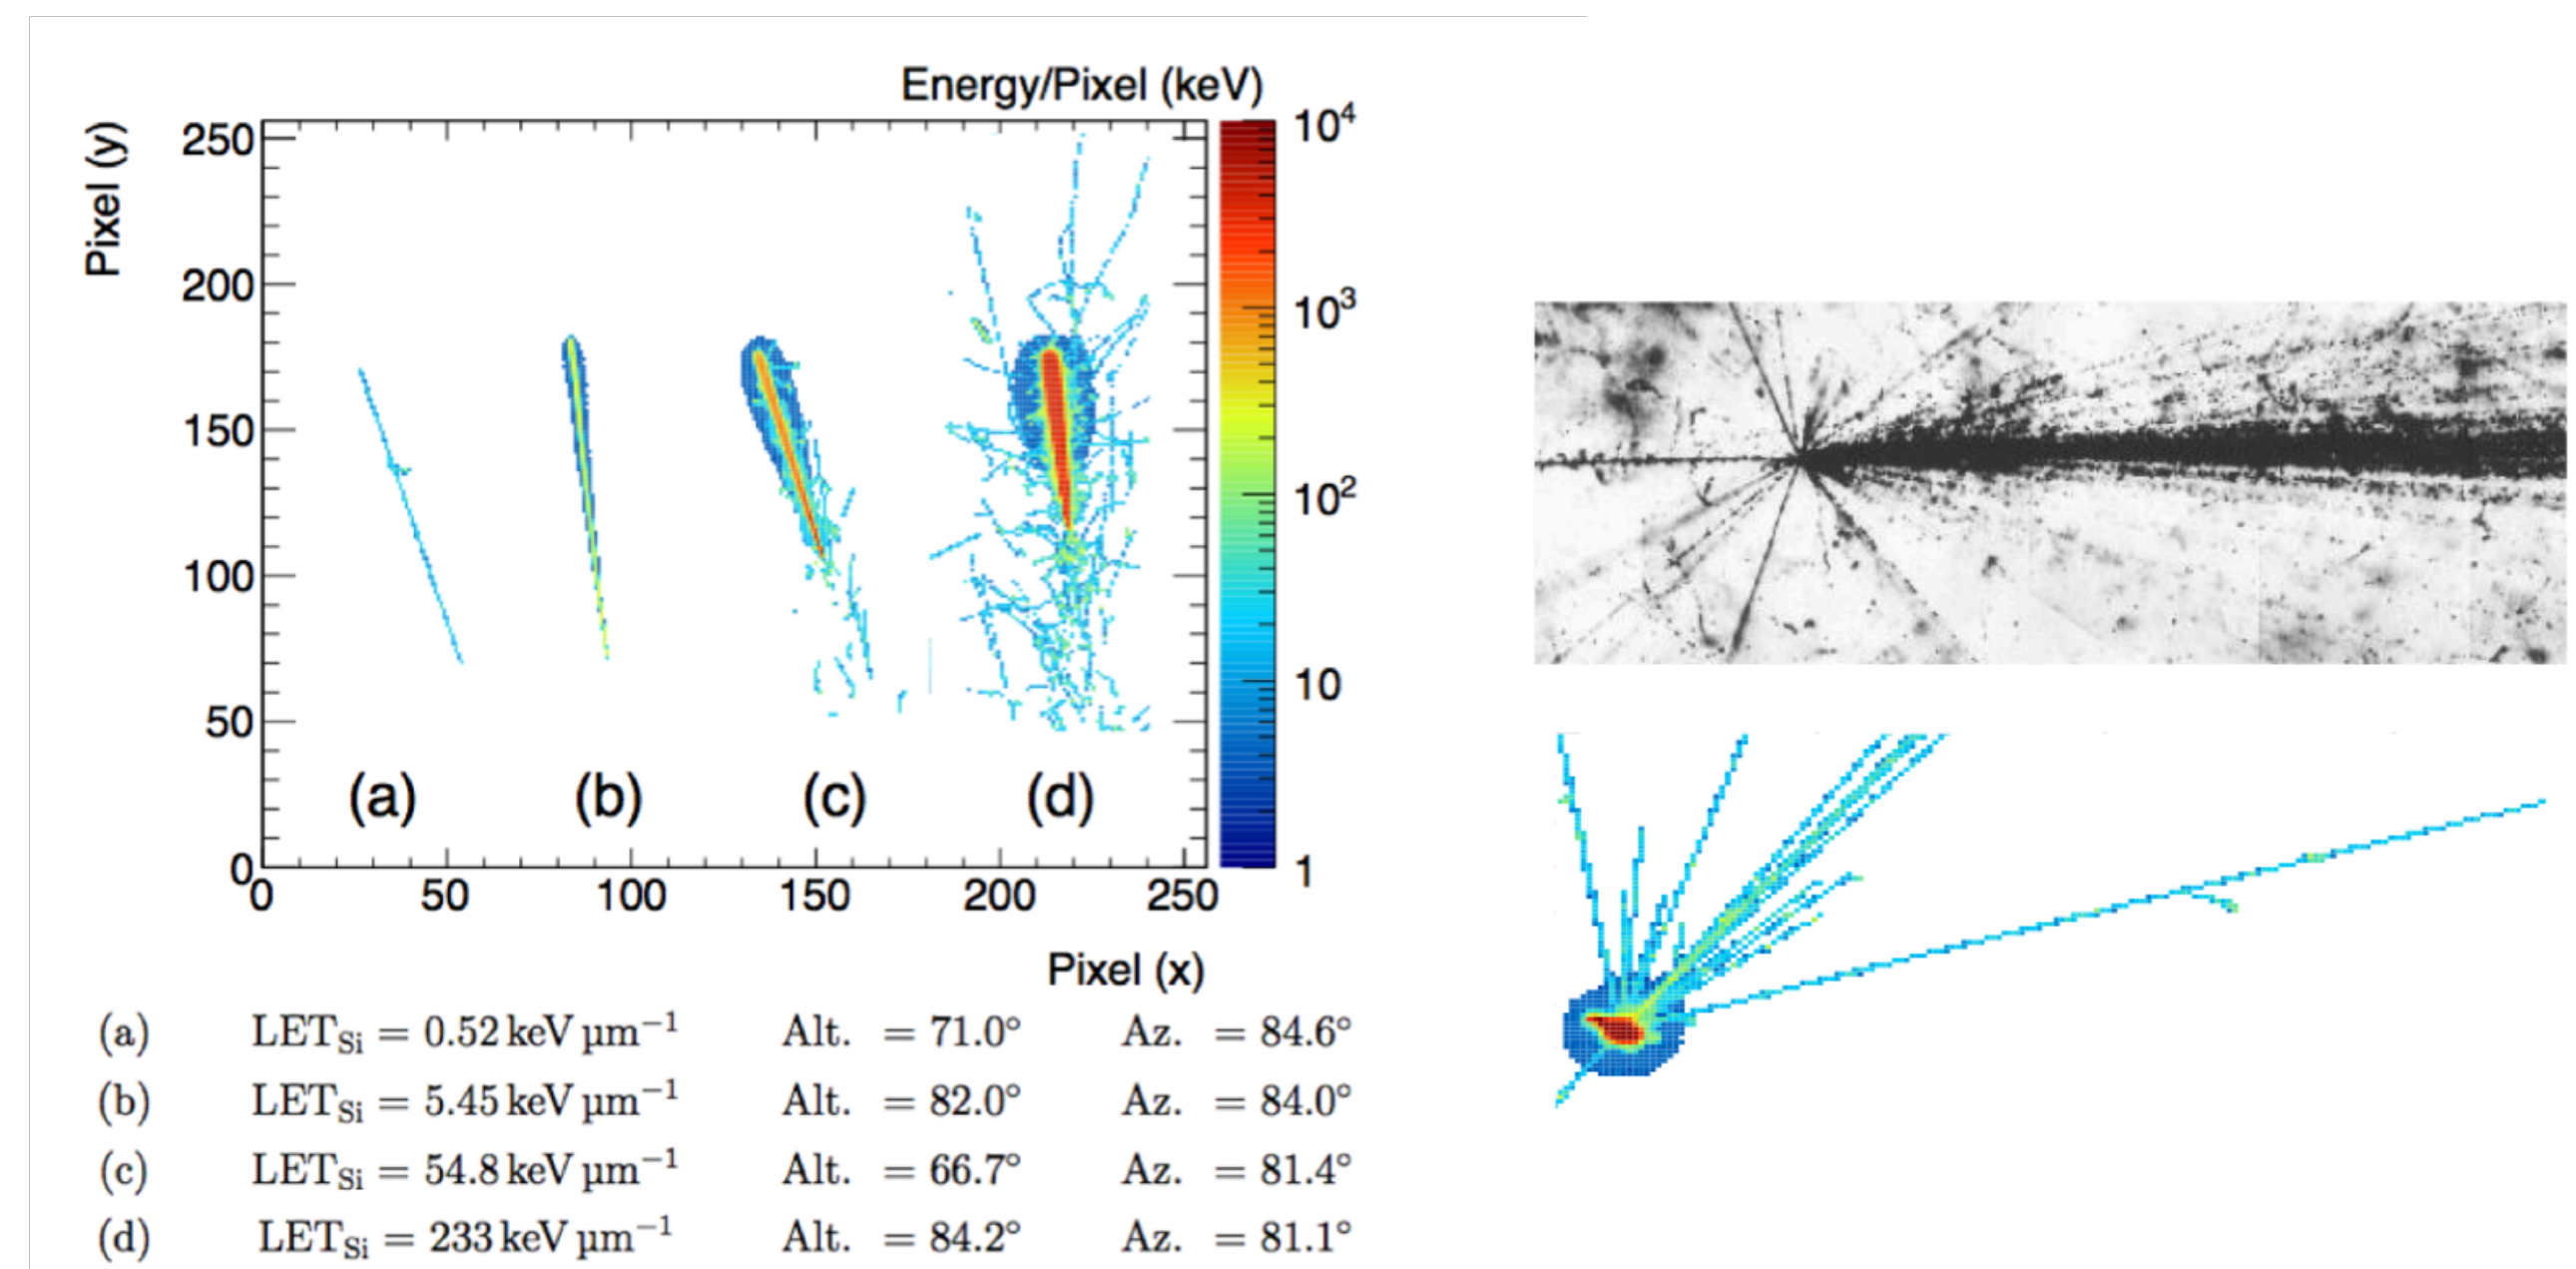 Energy/Pixel (keV)
Pixel (y)
250
200
150
100
50
0
10⁴
10³
10²
10
1
(a) (b) (c) (d)
0 50 100 150 200 250
Pixel (x)
(a) LET_Si = 0.52 keV µm⁻¹ Alt. = 71.0° Az. = 84.6°
(b) LET_Si = 5.45 keV µm⁻¹ Alt. = 82.0° Az. = 84.0°
(c) LET_Si = 54.8 keV µm⁻¹ Alt. = 66.7° Az. = 81.4°
(d) LET_Si = 233 keV µm⁻¹ Alt. = 84.2° Az. = 81.1°